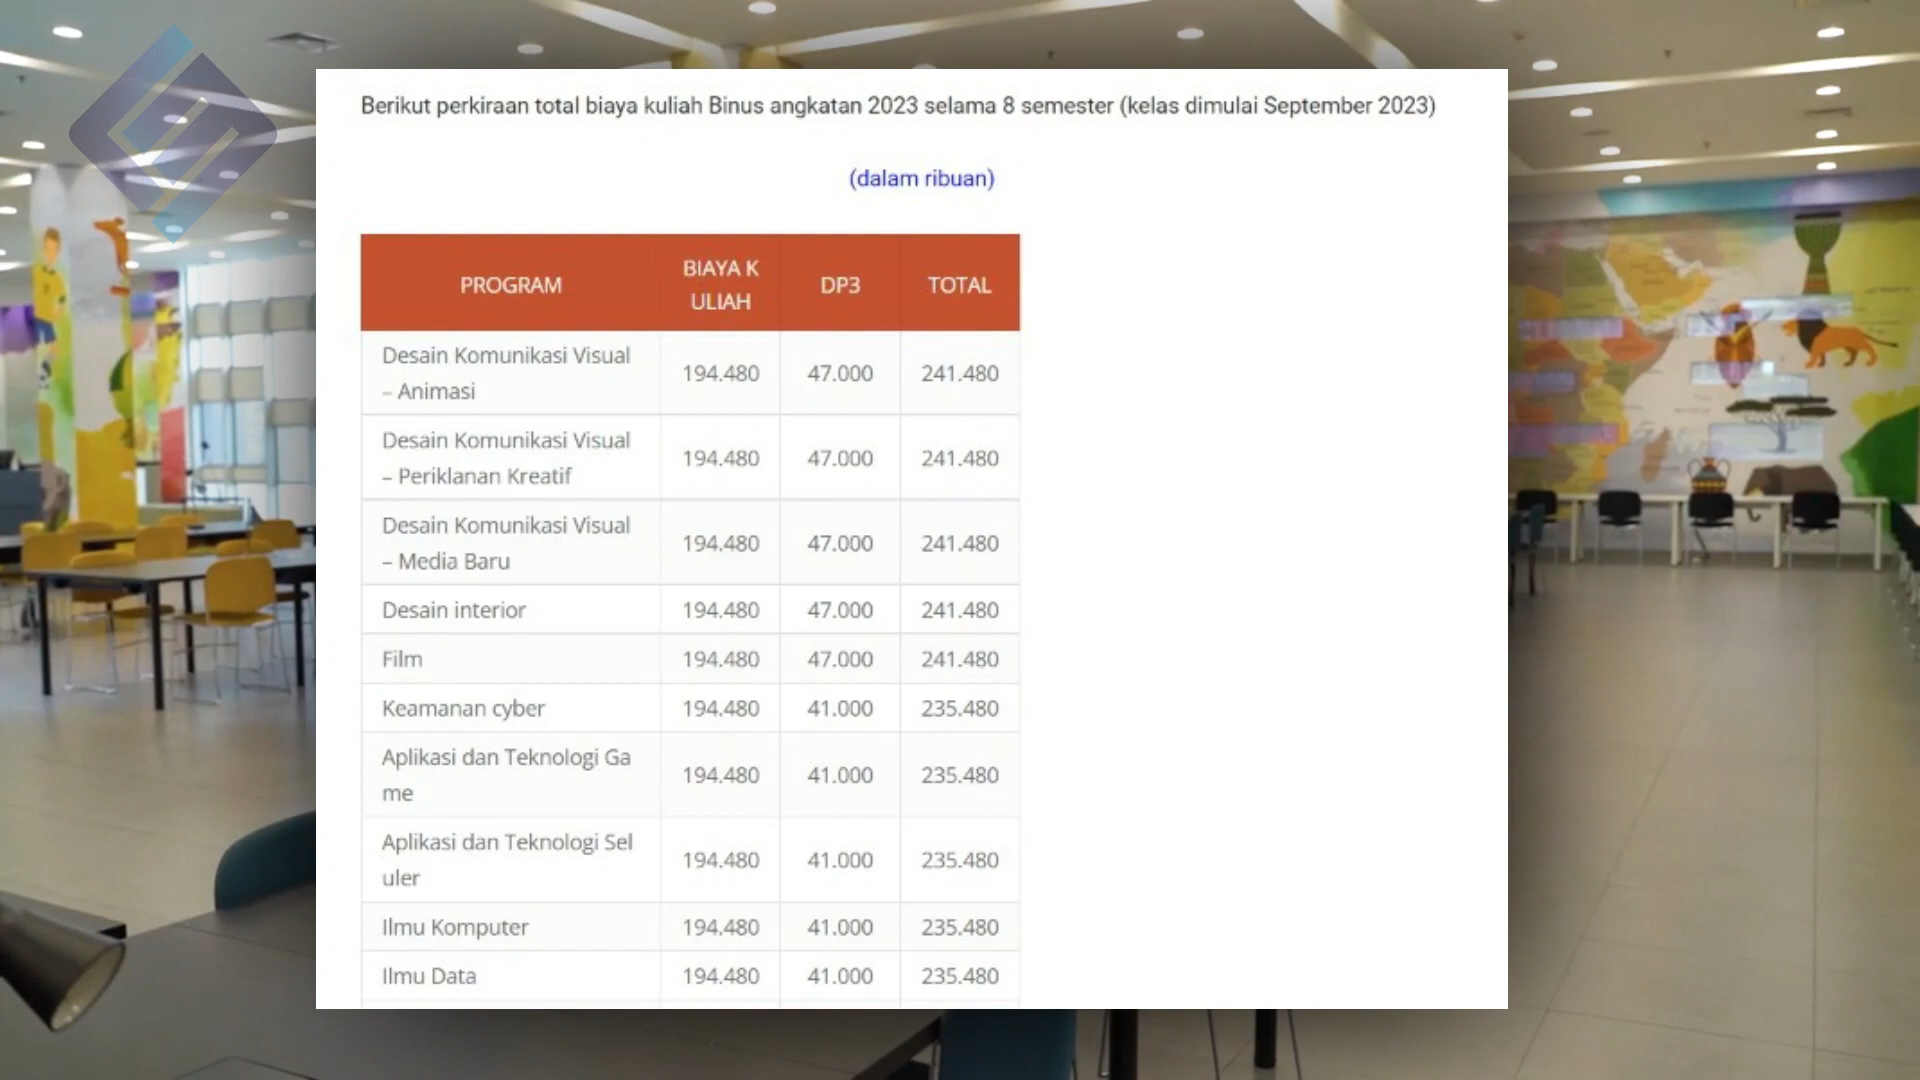 Berikut perkiraan total biaya kuliah Binus angkatan 2023 selama 8 semester (kelas dimulai September 2023)
(dalam ribuan)
PROGRAM BIAYA K ULIAH DP3 TOTAL
Desain Komunikasi Visual
– Animasi 194.480 47.000 241.480
Desain Komunikasi Visual
– Periklanan Kreatif 194.480 47.000 241.480
Desain Komunikasi Visual
– Media Baru 194.480 47.000 241.480
Desain interior 194.480 47.000 241.480
Film 194.480 47.000 241.480
Keamanan cyber 194.480 41.000 235.480
Aplikasi dan Teknologi Ga
me 194.480 41.000 235.480
Aplikasi dan Teknologi Sel
uler 194.480 41.000 235.480
Ilmu Komputer 194.480 41.000 235.480
Ilmu Data 194.480 41.000 235.480